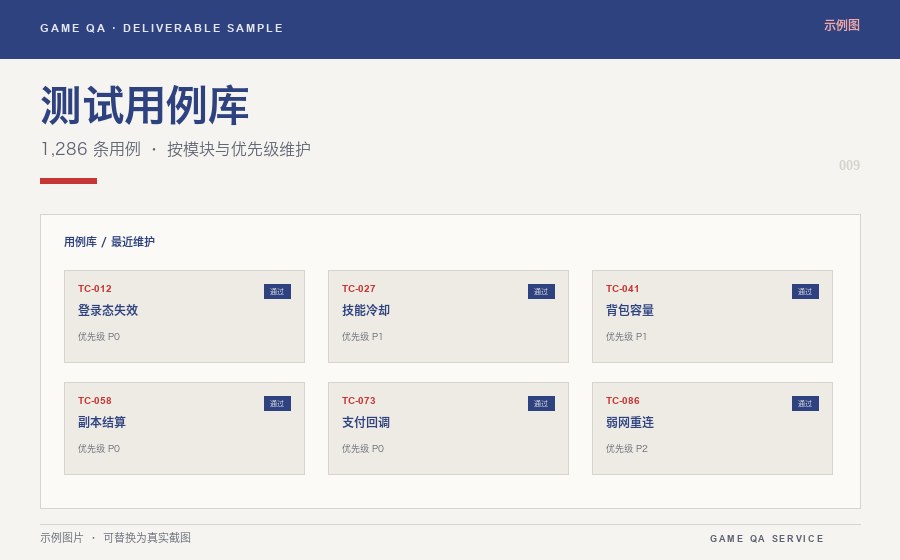 GAME QA · DELIVERABLE SAMPLE
示例图
测试用例库
1,286 条用例 · 按模块与优先级维护
009
用例库 / 最近维护
TC-012
通过
登录态失效
优先级 P0
TC-027
通过
技能冷却
优先级 P1
TC-041
通过
背包容量
优先级 P1
TC-058
通过
副本结算
优先级 P0
TC-073
通过
支付回调
优先级 P0
TC-086
通过
弱网重连
优先级 P2
示例图片 · 可替换为真实截图
GAME QA SERVICE